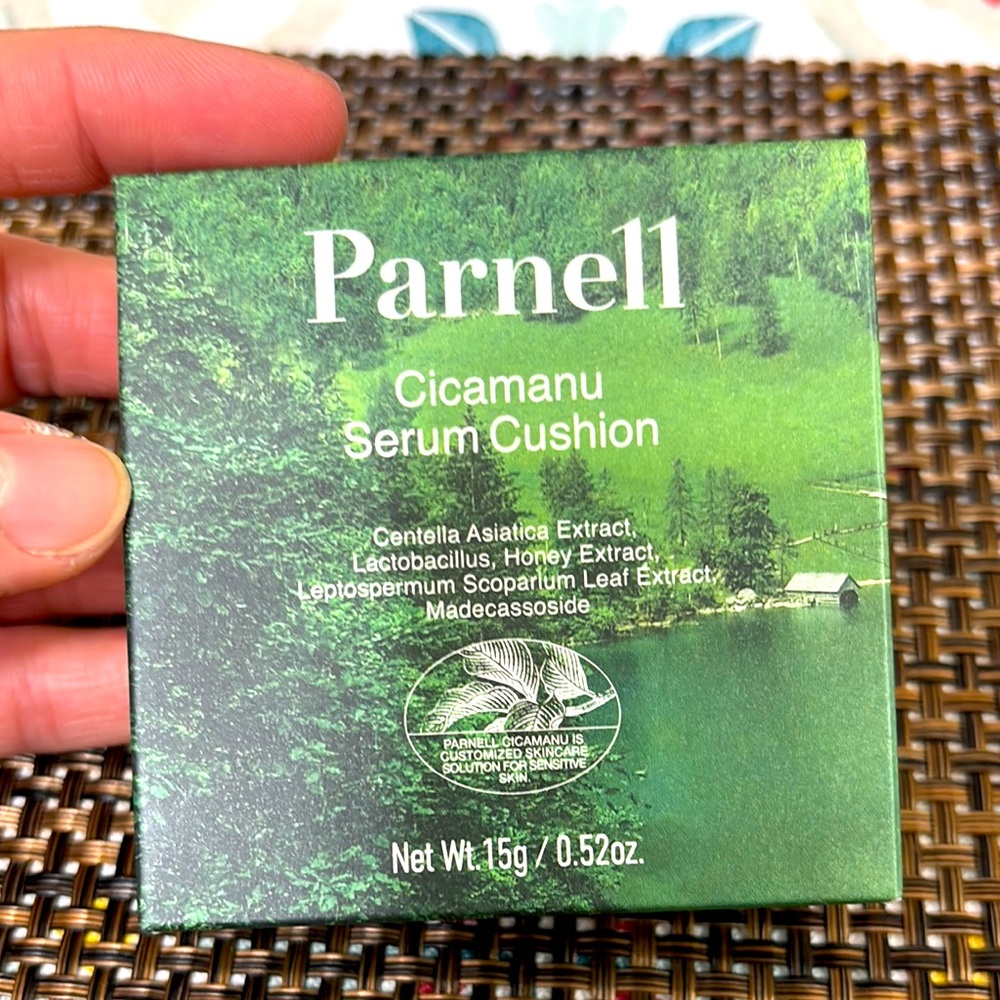 Parnell
Cicamanu
Serum Cushion
Centella Asiatica Extract,
Lactobacillus, Honey Extract,
Leptospermum Scoparium Leaf Extract,
Madecassoside
PARNELL CICAMANU IS
CUSTOMIZED SKINCARE
SOLUTION FOR SENSITIVE
SKIN.
Net Wt. 15g / 0.52oz.